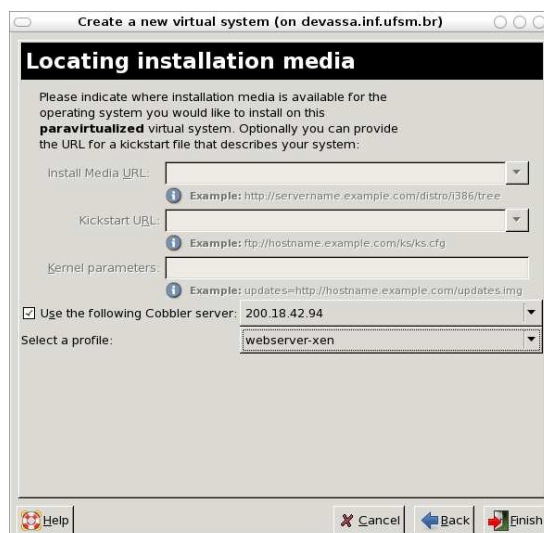 Create a new virtual system (on devassa.inf.ufsm.br)
Locating installation media
Please indicate where installation media is available for the
operating system you would like to install on this
paravirtualized virtual system. Optionally you can provide
the URL for a kickstart file that describes your system:
Install Media URL:
Example: http://servername.example.com/distro/i386/tree
Kickstart URL:
Example: ftp://hostname.example.com/ks/ks.cfg
Kernel parameters:
Example: updates=http://hostname.example.com/updates.img
Use the following Cobbler server: 200.18.42.94
Select a profile: webserver-xen
Help Cancel Back Finish